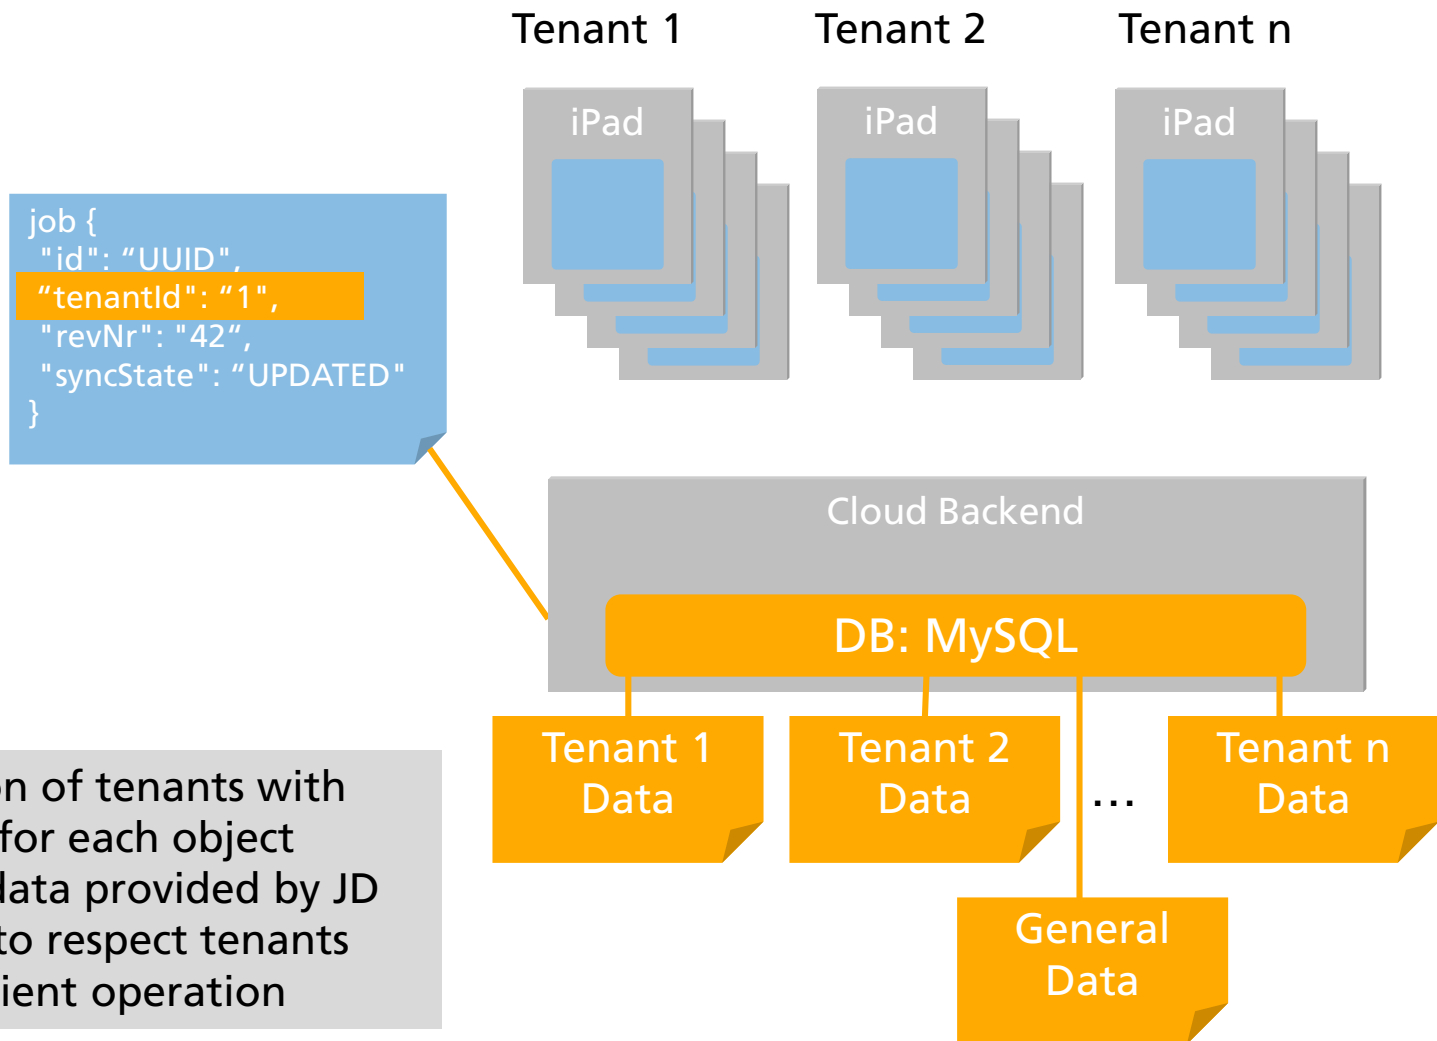 Tenant 1
Tenant 2
Tenant n
iPad
iPad
iPad
job {
"id": “UUID",
“tenantId": “1",
"revNr": "42“,
"syncState": “UPDATED"
}
Cloud Backend
DB: MySQL
Tenant 1
Data
Tenant 2
Data
...
Tenant n
Data
General
Data
of tenants with
for each object
data provided by JD
to respect tenants
operation